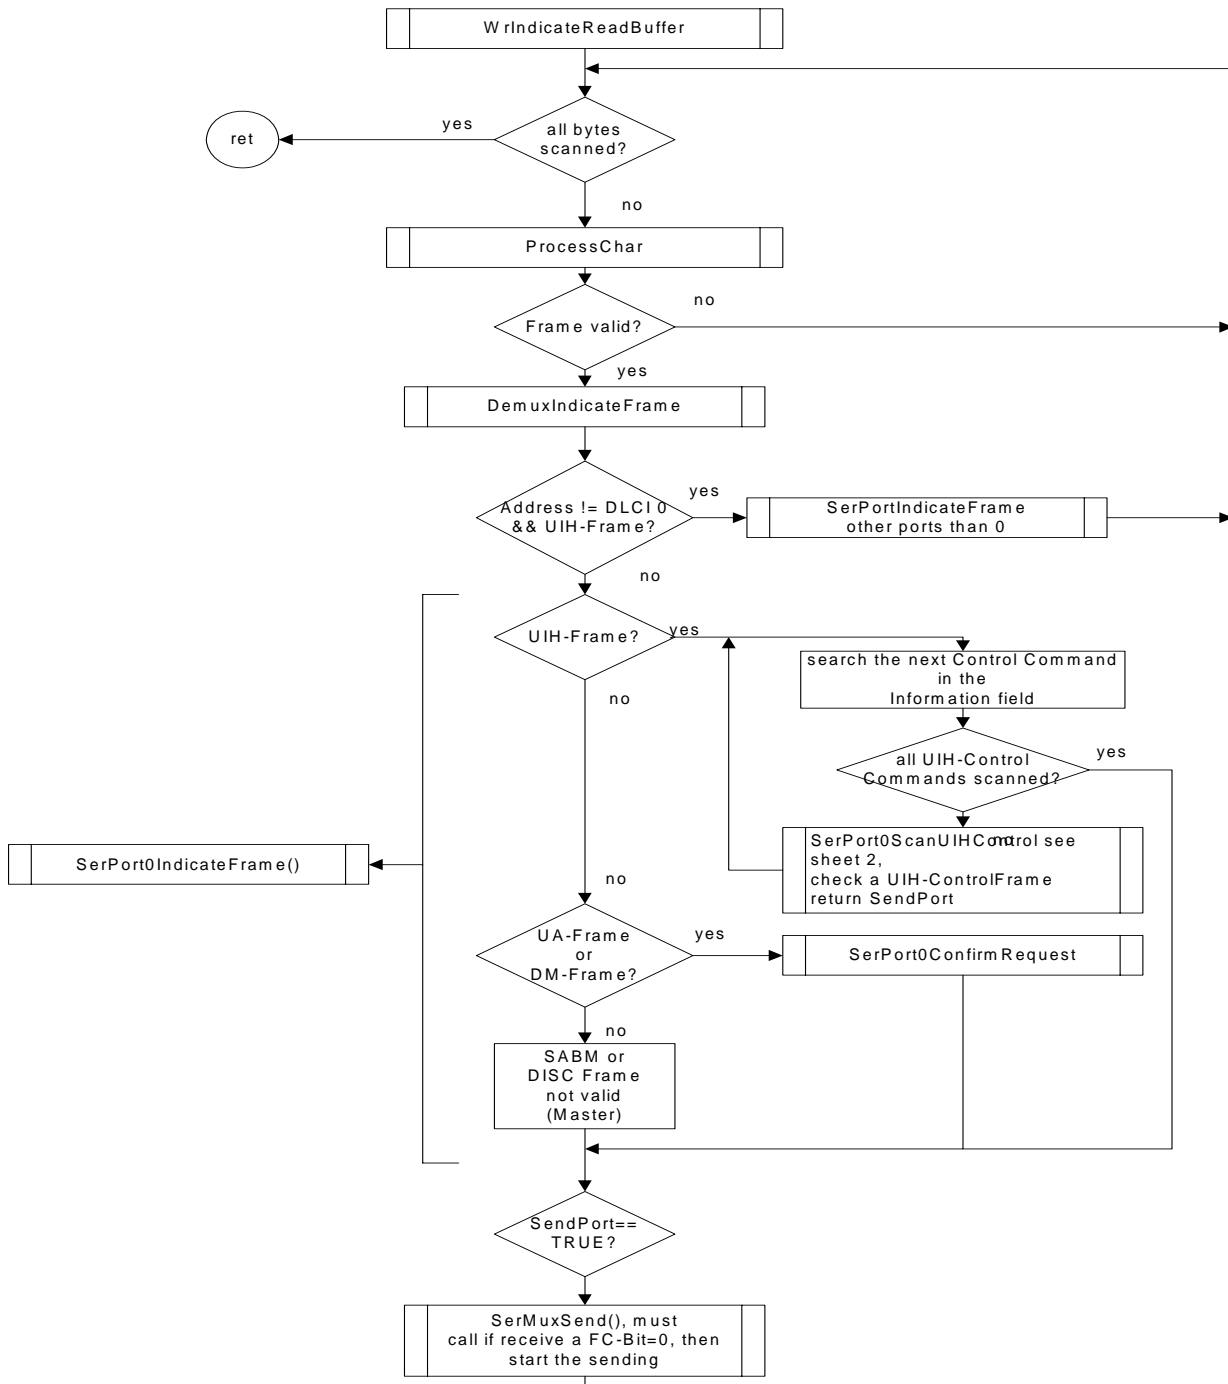 WrIndicateReadBuffer
yes
all bytes
scanned?
ret
no
ProcessChar
no
Frame valid?
yes
DemuxIndicateFrame
Address != DLCI 0
&& UIH-Frame?
yes
SerPortIndicateFrame
other ports than 0
no
UIH-Frame?
yes
search the next Control Command
in the
Information field
no
all UIH-Control
Commands scanned?
yes
no
SerPort0ScanUIHControl see
sheet 2,
check a UIH-ControlFrame
return SendPort
SerPort0IndicateFrame()
no
UA-Frame
or
DM-Frame?
yes
SerPort0ConfirmRequest
no
SABM or
DISC Frame
not valid
(Master)
SendPort==
TRUE?
SerMuxSend(), must
call if receive a FC-Bit=0, then
start the sending